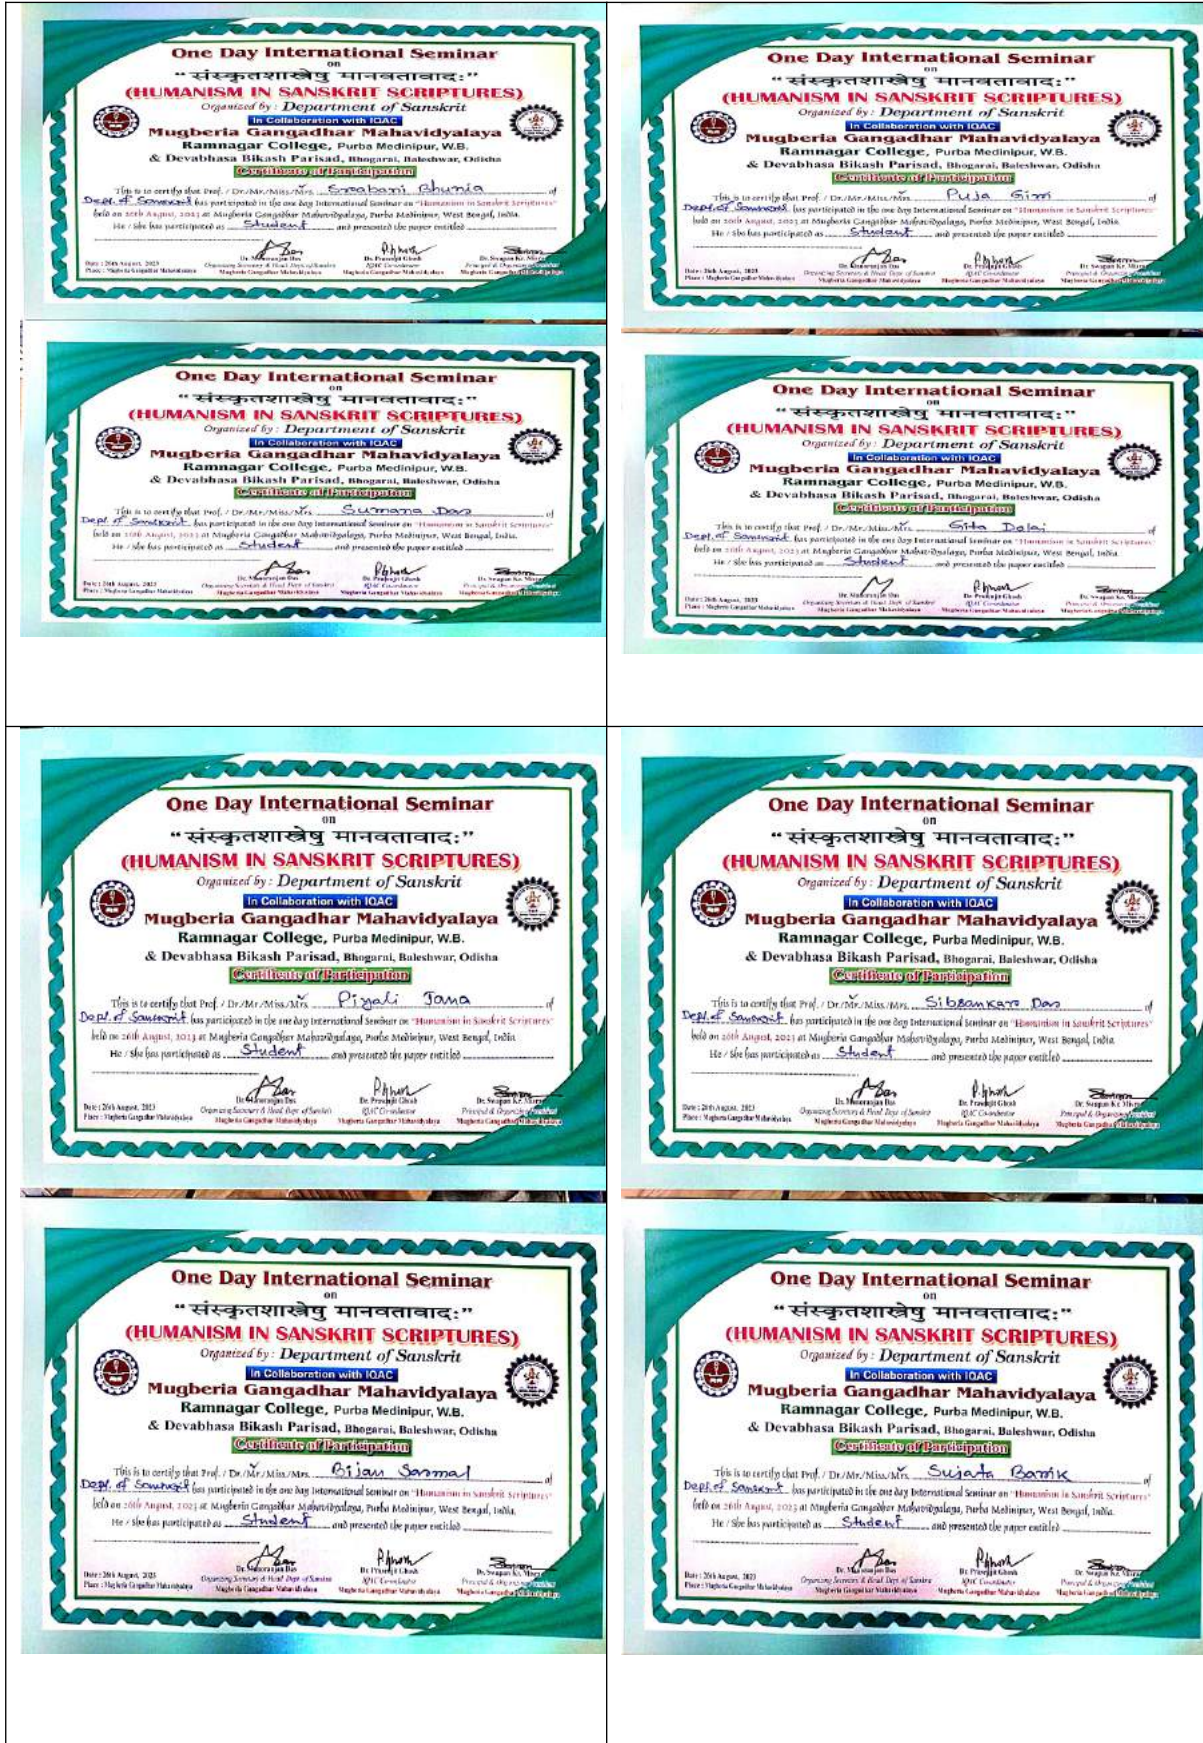 One Day International Seminar
on
“ संस्कृतशास्त्रेषु मानवतावादः”
(HUMANISM IN SANSKRIT SCRIPTURES)
Organized by : Department of Sanskrit
In Collaboration with IQAC
Mugberia Gangadhar Mahavidyalaya
Ramnagar College, Purba Medinipur, W.B.
& Devabhasa Bikash Parisad, Bhograi, Baleshwar, Odisha
Certificate of Participation
This is to certify that Prof. / Dr./Mr./Miss./Mrs. Srabani Bhunia of
Dept. of Sanskrit has participated in the one day International Seminar on "Humanism in Sanskrit Scriptures"
held on 26th August, 2023 at Mugberia Gangadhar Mahavidyalaya, Purba Medinipur, West Bengal, India.
He / She has participated as Student and presented the paper entitled
Dr. Manoranjan Das Dr. Prasenjit Ghosh Dr. Swapan Kr. Misra
Date : 26th August, 2023 Organizing Secretary & Head Dept. of Sanskrit IQAC Co-ordinator Principal & Organizing President
Place : Mugberia Gangadhar Mahavidyalaya Mugberia Gangadhar Mahavidyalaya Mugberia Gangadhar Mahavidyalaya Mugberia Gangadhar Mahavidyalaya
One Day International Seminar
on
“ संस्कृतशास्त्रेषु मानवतावादः”
(HUMANISM IN SANSKRIT SCRIPTURES)
Organized by : Department of Sanskrit
In Collaboration with IQAC
Mugberia Gangadhar Mahavidyalaya
Ramnagar College, Purba Medinipur, W.B.
& Devabhasa Bikash Parisad, Bhogarai, Baleshwar, Odisha
Certificate of Participation
This is to certify that Prof. / Dr./Mr./Miss./Mrs. Puja Giri of
Dept. of Sanskrit has participated in the one day International Seminar on "Humanism in Sanskrit Scriptures"
held on 26th August, 2023 at Mugberia Gangadhar Mahavidyalaya, Purba Medinipur, West Bengal, India.
He / She has participated as Student and presented the paper entitled
One Day International Seminar
on
“ संस्कृतशास्त्रेषु मानवतावादः”
(HUMANISM IN SANSKRIT SCRIPTURES)
Organized by : Department of Sanskrit
In Collaboration with IQAC
Mugberia Gangadhar Mahavidyalaya
Ramnagar College, Purba Medinipur, W.B.
& Devabhasa Bikash Parisad, Bhogarai, Baleshwar, Odisha
Certificate of Participation
This is to certify that Prof. / Dr./Mr./Miss./Mrs. Sumana Das of
Dept. of Sanskrit has participated in the one day International Seminar on "Humanism in Sanskrit Scriptures"
held on 26th August, 2023 at Mugberia Gangadhar Mahavidyalaya, Purba Medinipur, West Bengal, India.
He / She has participated as Student and presented the paper entitled
One Day International Seminar
on
“ संस्कृतशास्त्रेषु मानवतावादः”
(HUMANISM IN SANSKRIT SCRIPTURES)
Organized by : Department of Sanskrit
In Collaboration with IQAC
Mugberia Gangadhar Mahavidyalaya
Ramnagar College, Purba Medinipur, W.B.
& Devabhasa Bikash Parisad, Bhogarai, Baleshwar, Odisha
Certificate of Participation
This is to certify that Prof. / Dr./Mr./Miss./Mrs. Gita Dalai of
Dept. of Sanskrit has participated in the one day International Seminar on "Humanism in Sanskrit Scriptures"
held on 26th August, 2023 at Mugberia Gangadhar Mahavidyalaya, Purba Medinipur, West Bengal, India.
He / She has participated as Student and presented the paper entitled
One Day International Seminar
on
“ संस्कृतशास्त्रेषु मानवतावादः”
(HUMANISM IN SANSKRIT SCRIPTURES)
Organized by : Department of Sanskrit
In Collaboration with IQAC
Mugberia Gangadhar Mahavidyalaya
Ramnagar College, Purba Medinipur, W.B.
& Devabhasa Bikash Parisad, Bhogarai, Baleshwar, Odisha
Certificate of Participation
This is to certify that Prof. / Dr./Mr./Miss./Mrs. Piyali Jana of
Dept. of Sanskrit has participated in the one day International Seminar on "Humanism in Sanskrit Scriptures"
held on 26th August, 2023 at Mugberia Gangadhar Mahavidyalaya, Purba Medinipur, West Bengal, India.
He / She has participated as Student and presented the paper entitled
One Day International Seminar
on
“ संस्कृतशास्त्रेषु मानवतावादः”
(HUMANISM IN SANSKRIT SCRIPTURES)
Organized by : Department of Sanskrit
In Collaboration with IQAC
Mugberia Gangadhar Mahavidyalaya
Ramnagar College, Purba Medinipur, W.B.
& Devabhasa Bikash Parisad, Bhogarai, Baleshwar, Odisha
Certificate of Participation
This is to certify that Prof. / Dr./Mr./Miss./Mrs. Sibsankar Das of
Dept. of Sanskrit has participated in the one day International Seminar on "Humanism in Sanskrit Scriptures"
held on 26th August, 2023 at Mugberia Gangadhar Mahavidyalaya, Purba Medinipur, West Bengal, India.
He / She has participated as Student and presented the paper entitled
One Day International Seminar
on
“ संस्कृतशास्त्रेषु मानवतावादः”
(HUMANISM IN SANSKRIT SCRIPTURES)
Organized by : Department of Sanskrit
In Collaboration with IQAC
Mugberia Gangadhar Mahavidyalaya
Ramnagar College, Purba Medinipur, W.B.
& Devabhasa Bikash Parisad, Bhogarai, Baleshwar, Odisha
Certificate of Participation
This is to certify that Prof. / Dr./Mr./Miss./Mrs. Bijan Sasmal of
Dept. of Sanskrit has participated in the one day International Seminar on "Humanism in Sanskrit Scriptures"
held on 26th August, 2023 at Mugberia Gangadhar Mahavidyalaya, Purba Medinipur, West Bengal, India.
He / She has participated as Student and presented the paper entitled
One Day International Seminar
on
“ संस्कृतशास्त्रेषु मानवतावादः”
(HUMANISM IN SANSKRIT SCRIPTURES)
Organized by : Department of Sanskrit
In Collaboration with IQAC
Mugberia Gangadhar Mahavidyalaya
Ramnagar College, Purba Medinipur, W.B.
& Devabhasa Bikash Parisad, Bhogarai, Baleshwar, Odisha
Certificate of Participation
This is to certify that Prof. / Dr./Mr./Miss./Mrs. Sujata Barik of
Dept. of Sanskrit has participated in the one day International Seminar on "Humanism in Sanskrit Scriptures"
held on 26th August, 2023 at Mugberia Gangadhar Mahavidyalaya, Purba Medinipur, West Bengal, India.
He / She has participated as Student and presented the paper entitled